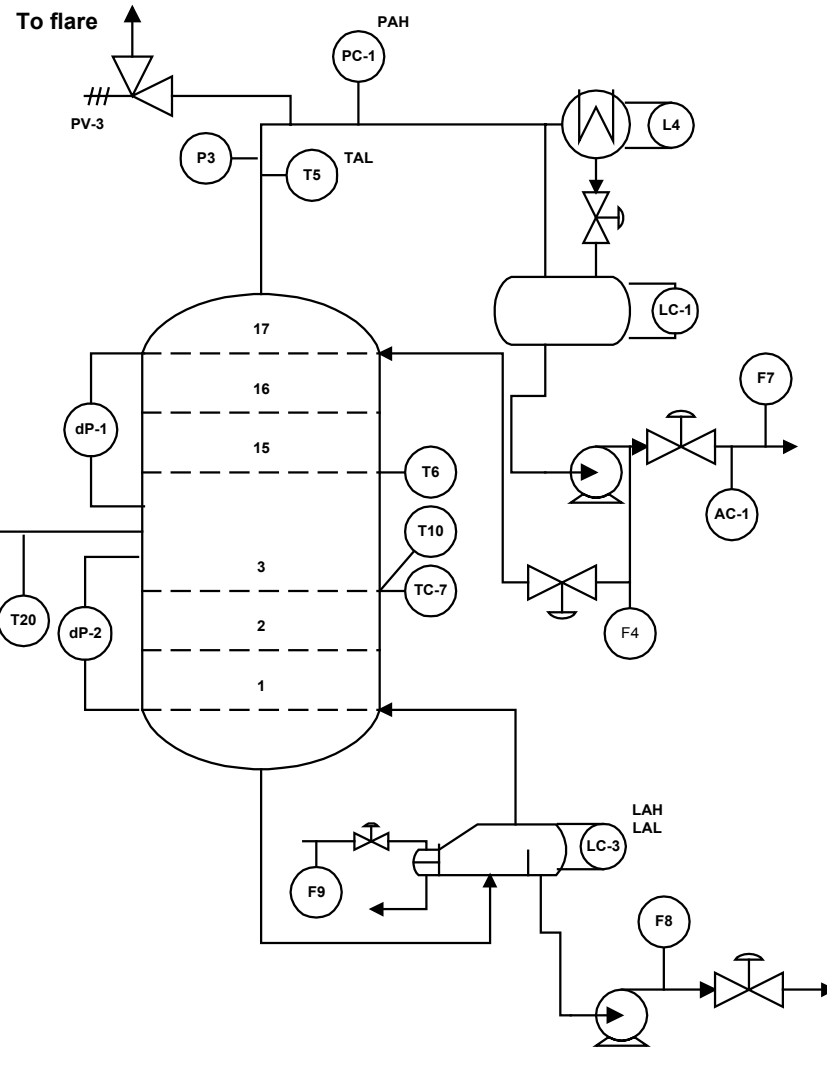 To flare
PAH
PC-1
PV-3
L4
P3
TAL
T5
LC-1
17
16
dP-1
15
T6
F7
AC-1
T10
3
TC-7
T20
dP-2
2
F4
1
LAH
LAL
LC-3
F9
F8